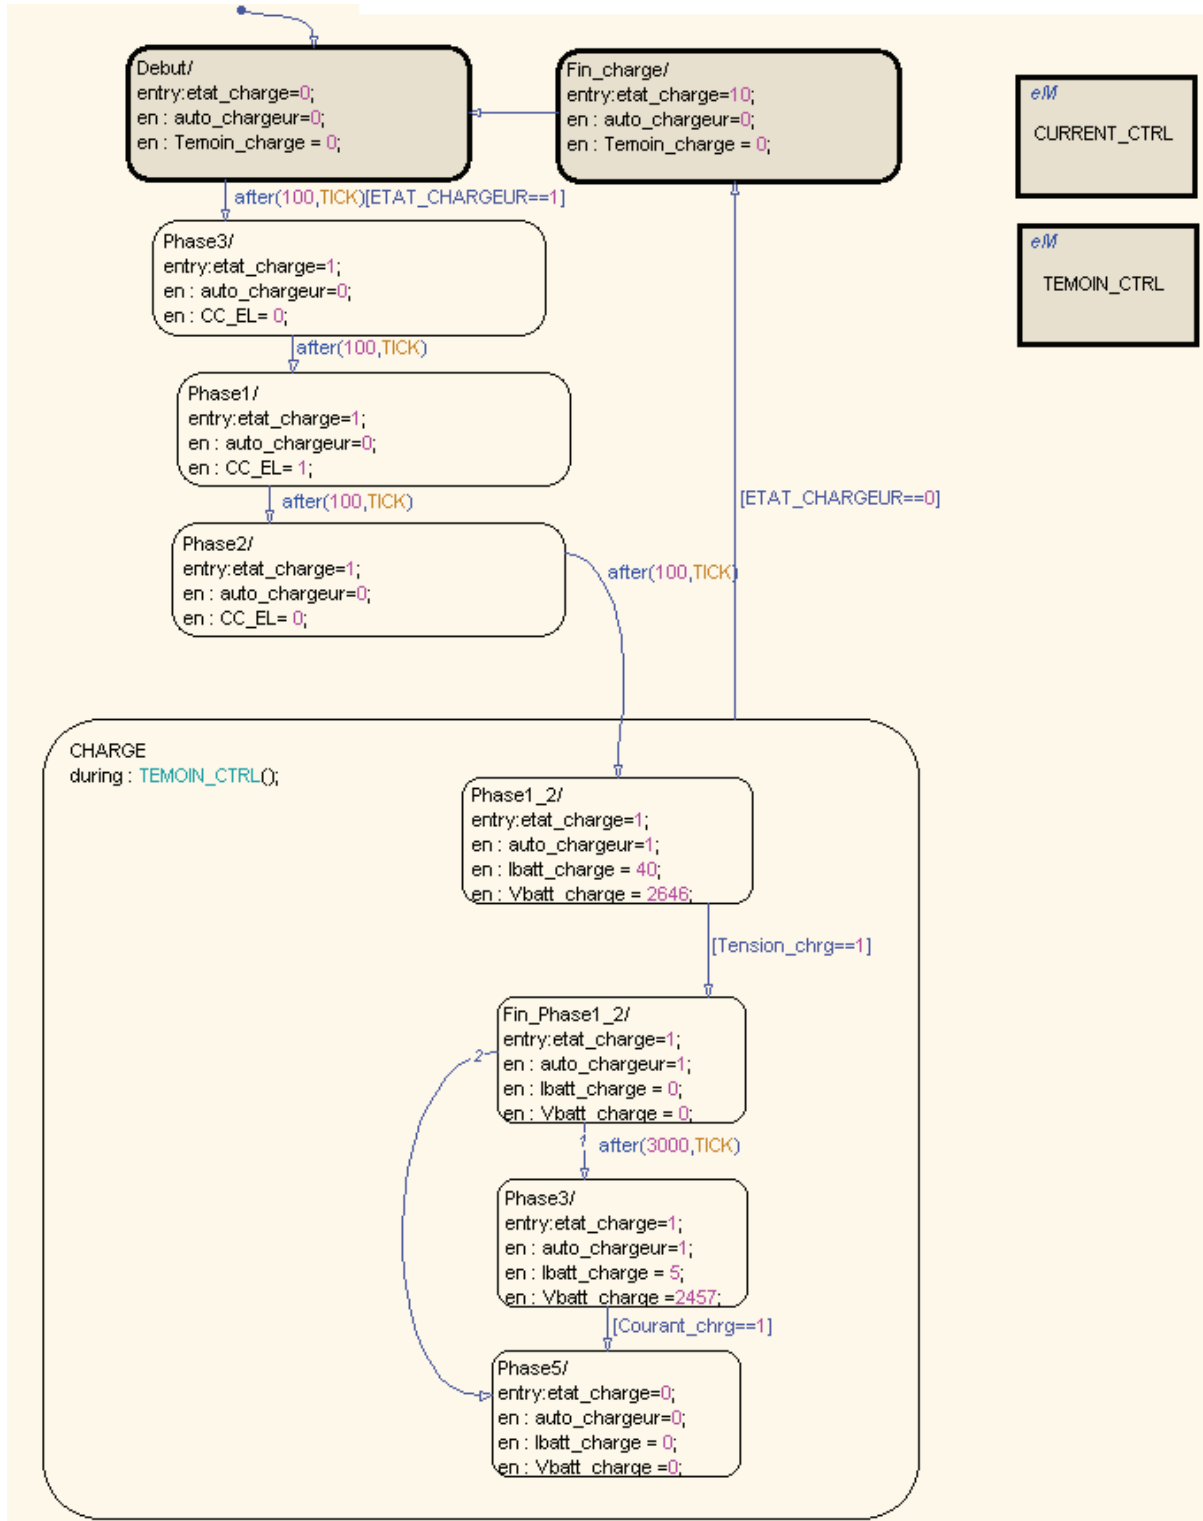 Debut/
entry:etat_charge=0;
en : auto_chargeur=0;
en : Temoin_charge = 0;
Fin_charge/
entry:etat_charge=10;
en : auto_chargeur=0;
en : Temoin_charge = 0;
eM
CURRENT_CTRL
eM
TEMOIN_CTRL
after(100,TICK)[ETAT_CHARGEUR==1]
Phase3/
entry:etat_charge=1;
en : auto_chargeur=0;
en : CC_EL= 0;
after(100,TICK)
Phase1/
entry:etat_charge=1;
en : auto_chargeur=0;
en : CC_EL= 1;
after(100,TICK)
[ETAT_CHARGEUR==0]
Phase2/
entry:etat_charge=1;
en : auto_chargeur=0;
en : CC_EL= 0;
after(100,TICK)
CHARGE
during : TEMOIN_CTRL();
Phase1_2/
entry:etat_charge=1;
en : auto_chargeur=1;
en : Ibatt_charge = 40;
en : Vbatt_charge = 2646;
[Tension_chrg==1]
Fin_Phase1_2/
entry:etat_charge=1;
en : auto_chargeur=1;
en : Ibatt_charge = 0;
en : Vbatt_charge = 0;
2
1
after(3000,TICK)
Phase3/
entry:etat_charge=1;
en : auto_chargeur=1;
en : Ibatt_charge = 5;
en : Vbatt_charge =2457;
[Courant_chrg==1]
Phase5/
entry:etat_charge=0;
en : auto_chargeur=0;
en : Ibatt_charge = 0;
en : Vbatt_charge =0;